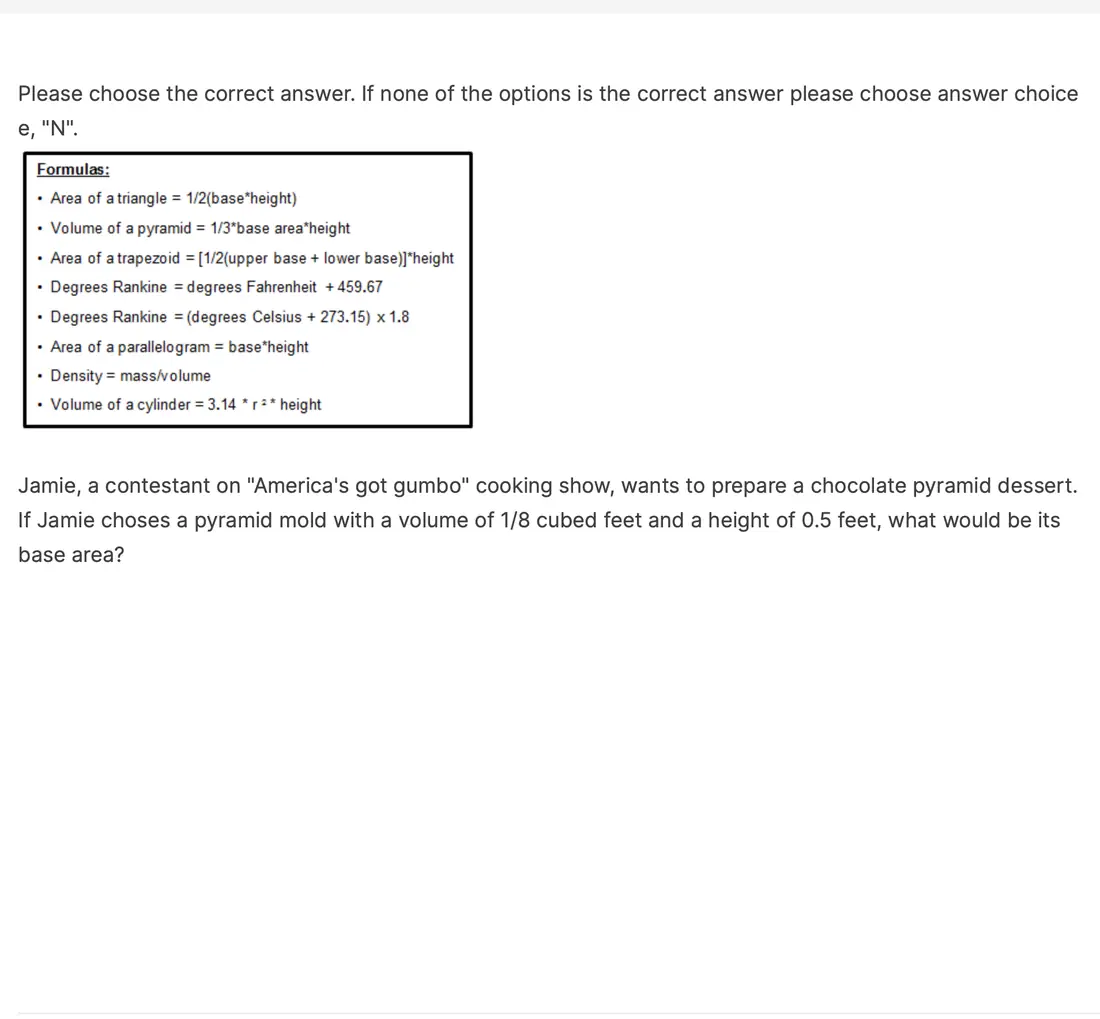 Please choose the correct answer. If none of the options is the correct answer please choose answer choice
e, "N".
Formulas:
• Area of a triangle = 1/2(base*height)
• Volume of a pyramid = 1/3*base area*height
• Area of a trapezoid = [1/2(upper base + lower base)]*height
• Degrees Rankine = degrees Fahrenheit + 459.67
• Degrees Rankine = (degrees Celsius + 273.15) x 1.8
• Area of a parallelogram = base*height
• Density = mass/volume
• Volume of a cylinder = 3.14 * r ² * height
Jamie, a contestant on "America's got gumbo" cooking show, wants to prepare a chocolate pyramid dessert.
If Jamie choses a pyramid mold with a volume of 1/8 cubed feet and a height of 0.5 feet, what would be its
base area?